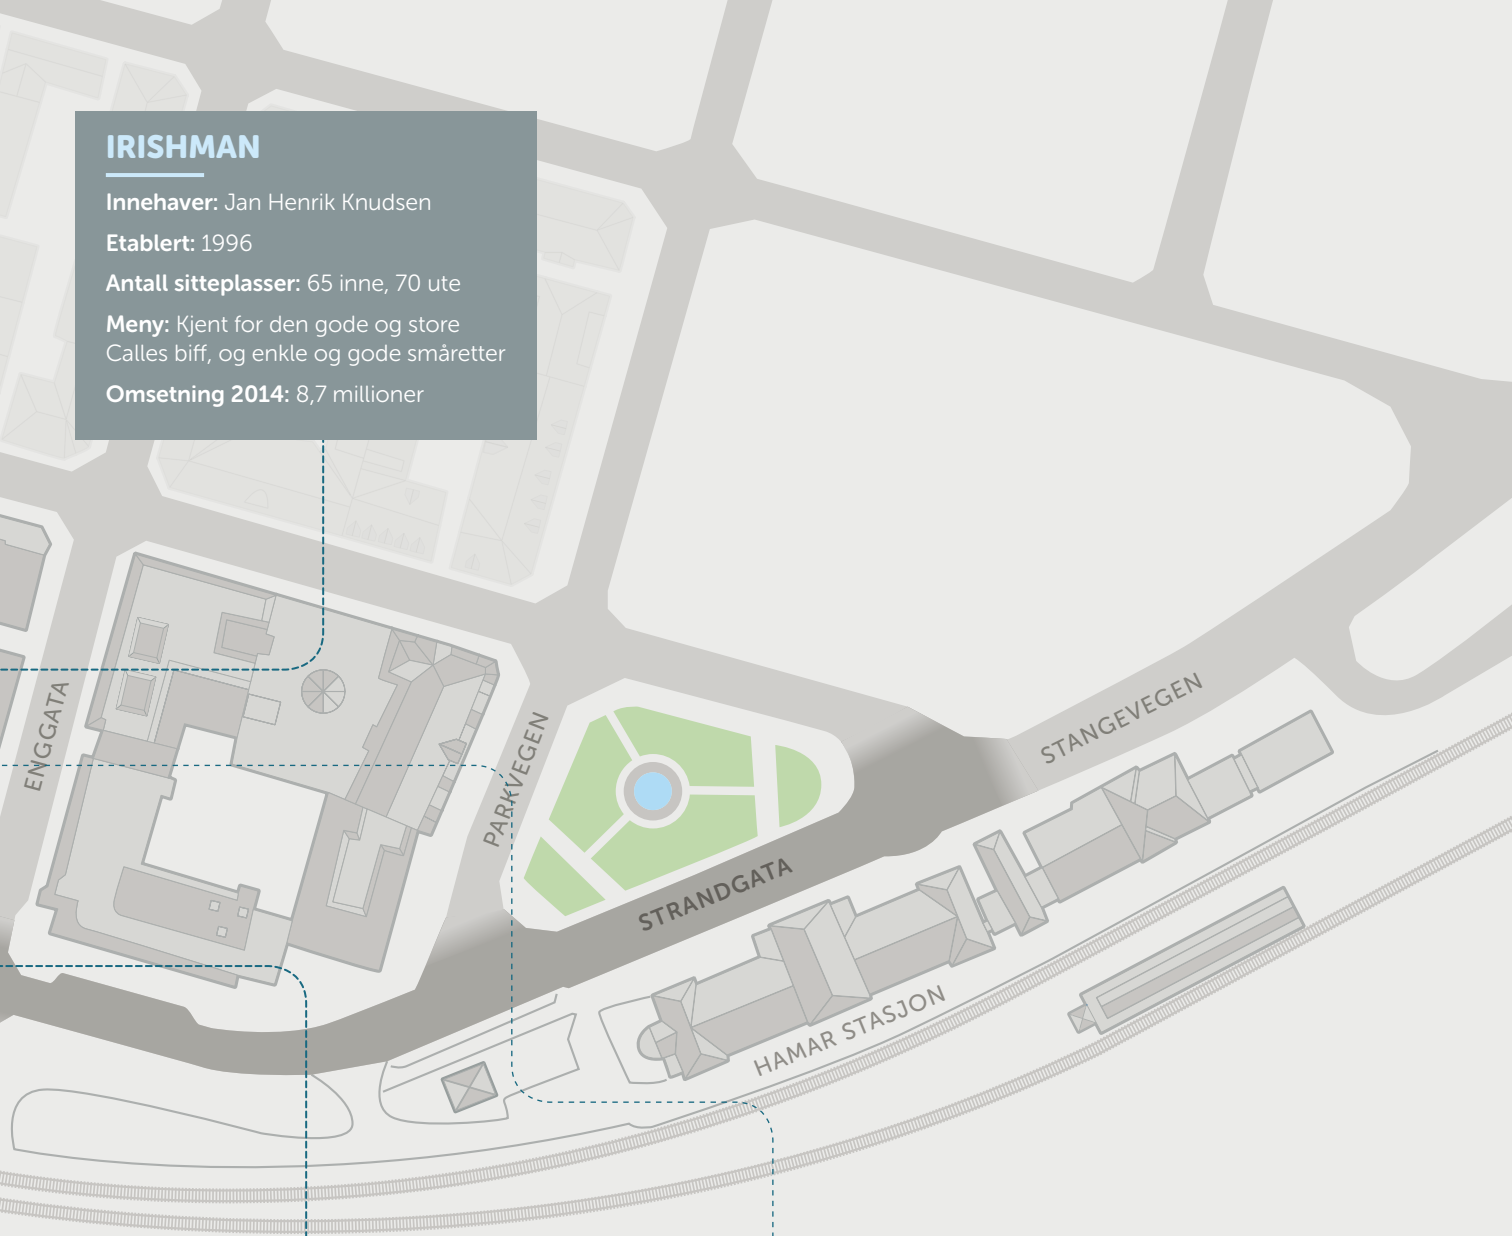 IRISHMAN
Innehaver: Jan Henrik Knudsen
Etablert: 1996
Antall sitteplasser: 65 inne, 70 ute
Meny: Kjent for den gode og store
Calles biff, og enkle og gode småretter
Omsetning 2014: 8,7 millioner
ENGGATA
PARKVEGEN
STRANDGATA
STANGEVEGEN
HAMAR STASJON